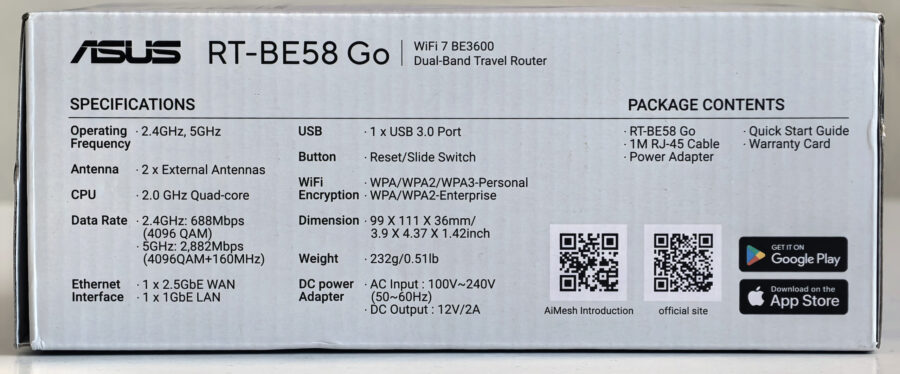 ASUS RT-BE58 Go
WiFi 7 BE3600
Dual-Band Travel Router
SPECIFICATIONS
Operating Frequency · 2.4GHz, 5GHz
Antenna · 2 x External Antennas
CPU · 2.0 GHz Quad-core
Data Rate · 2.4GHz: 688Mbps
(4096 QAM)
· 5GHz: 2,882Mbps
(4096QAM+160MHz)
Ethernet · 1 x 2.5GbE WAN
Interface · 1 x 1GbE LAN
USB · 1 x USB 3.0 Port
Button · Reset/Slide Switch
WiFi · WPA/WPA2/WPA3-Personal
Encryption · WPA/WPA2-Enterprise
Dimension · 99 X 111 X 36mm/
3.9 X 4.37 X 1.42inch
Weight · 232g/0.51lb
DC power · AC Input : 100V~240V
Adapter (50~60Hz)
· DC Output : 12V/2A
PACKAGE CONTENTS
· RT-BE58 Go
· 1M RJ-45 Cable
· Power Adapter
· Quick Start Guide
· Warranty Card
AiMesh Introduction
official site
GET IT ON
Google Play
Download on the
App Store